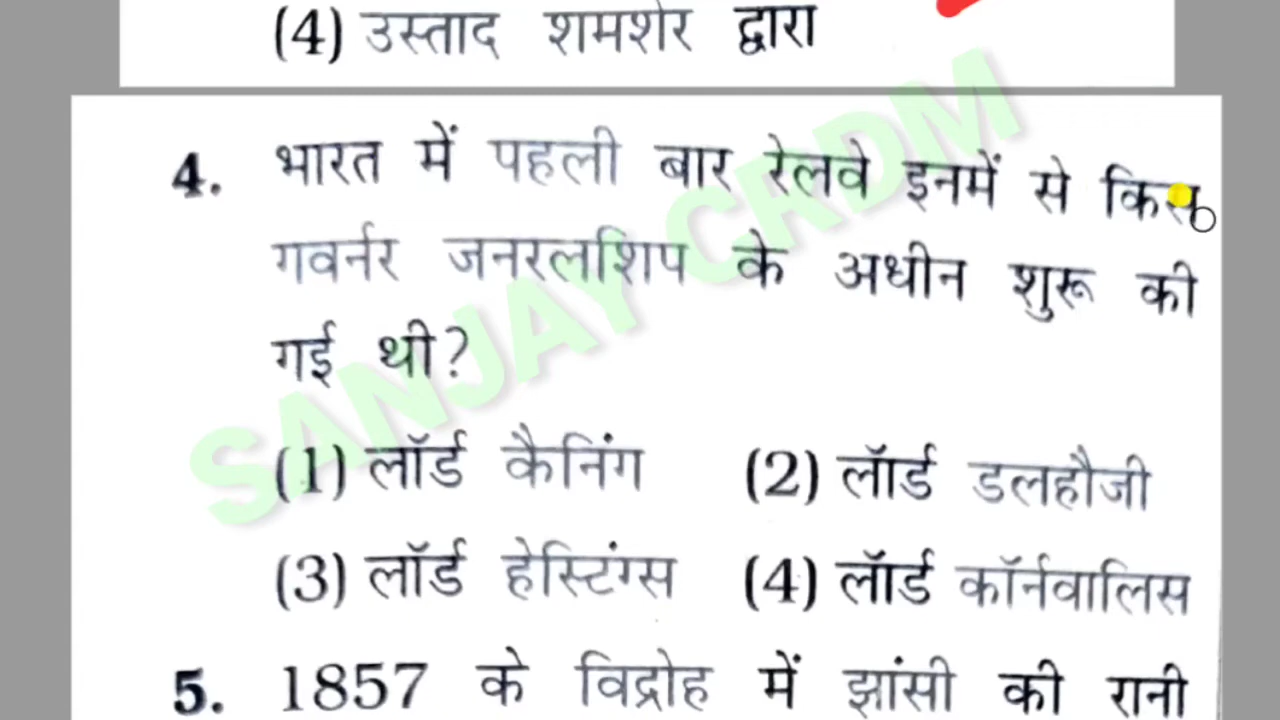 (4) उस्ताद शमशेर द्वारा
4. भारत में पहली बार रेलवे इनमें से किस
गवर्नर जनरलशिप के अधीन शुरू की
गई थी?
(1) लॉर्ड कैनिंग (2) लॉर्ड डलहौजी
(3) लॉर्ड हेस्टिंग्स (4) लॉर्ड कॉर्नवालिस
5. 1857 के विद्रोह में झांसी की रानी
SANJAY CRDM